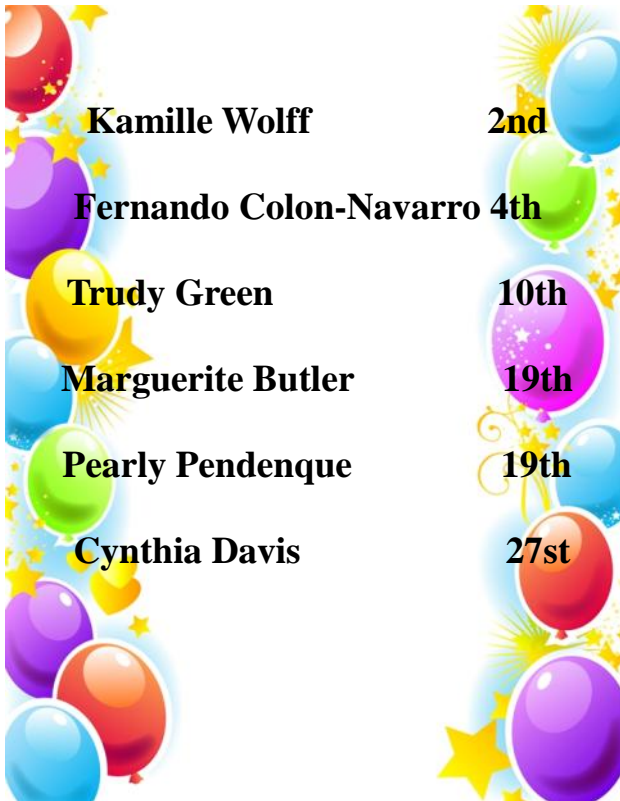 Kamille Wolff 2nd
Fernando Colon-Navarro 4th
Trudy Green 10th
Marguerite Butler 19th
Pearly Pendenque 19th
Cynthia Davis 27st